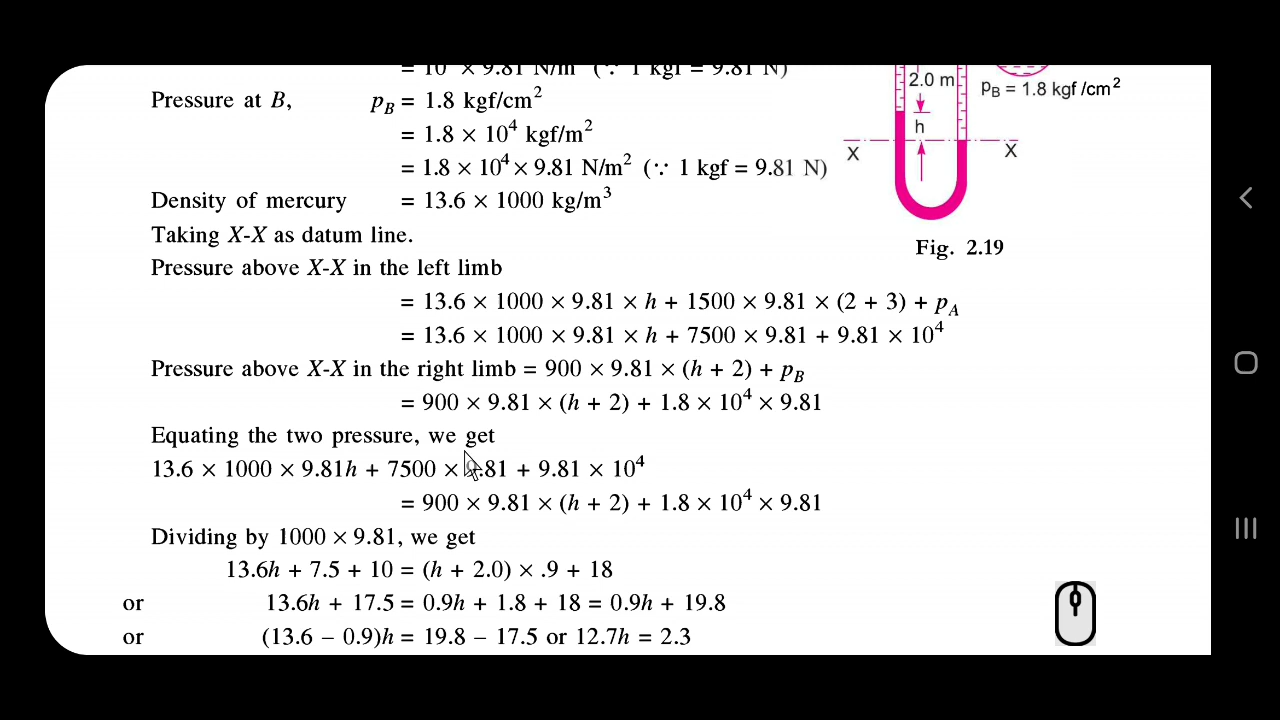 = 10⁴ × 9.81 N/m² (∵ 1 kgf = 9.81 N)
Pressure at B, p_B = 1.8 kgf/cm²
= 1.8 × 10⁴ kgf/m²
= 1.8 × 10⁴ × 9.81 N/m² (∵ 1 kgf = 9.81 N)
Density of mercury = 13.6 × 1000 kg/m³
Taking X-X as datum line.
Pressure above X-X in the left limb
= 13.6 × 1000 × 9.81 × h + 1500 × 9.81 × (2 + 3) + p_A
= 13.6 × 1000 × 9.81 × h + 7500 × 9.81 + 9.81 × 10⁴
Pressure above X-X in the right limb = 900 × 9.81 × (h + 2) + p_B
= 900 × 9.81 × (h + 2) + 1.8 × 10⁴ × 9.81
Equating the two pressure, we get
13.6 × 1000 × 9.81h + 7500 × 9.81 + 9.81 × 10⁴
= 900 × 9.81 × (h + 2) + 1.8 × 10⁴ × 9.81
Dividing by 1000 × 9.81, we get
13.6h + 7.5 + 10 = (h + 2.0) × .9 + 18
or 13.6h + 17.5 = 0.9h + 1.8 + 18 = 0.9h + 19.8
or (13.6 – 0.9)h = 19.8 – 17.5 or 12.7h = 2.3
2.0 m
p_B = 1.8 kgf /cm²
h
X X
Fig. 2.19